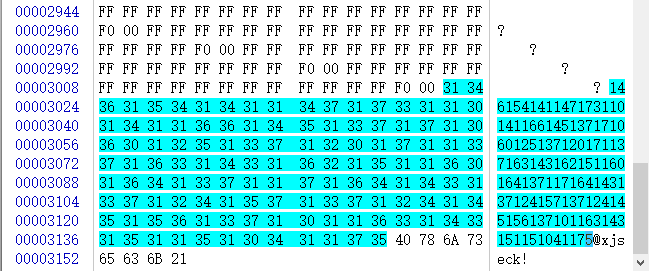 00002944 FF FF FF FF FF FF FF FF FF FF FF FF FF FF FF FF
00002960 F0 00 FF FF FF FF FF FF FF FF FF FF FF FF FF FF ?
00002976 FF FF FF FF F0 00 FF FF FF FF FF FF FF FF FF FF ?
00002992 FF FF FF FF FF FF FF FF F0 00 FF FF FF FF FF FF ?
00003008 FF FF FF FF FF FF FF FF FF FF FF FF F0 00 31 34 ? 14
00003024 36 31 35 34 31 34 31 31 34 37 31 37 33 31 31 30 6154141147173110
00003040 31 34 31 31 36 36 31 34 35 31 33 37 31 37 31 30 1411661451371710
00003056 36 30 31 32 35 31 33 37 31 32 30 31 37 31 31 33 6012513712017113
00003072 37 31 36 33 31 34 33 31 36 32 31 35 31 31 36 30 7163143162151160
00003088 31 36 34 31 33 37 31 31 37 31 36 34 31 34 33 31 1641371171641431
00003104 33 37 31 32 34 31 35 37 31 33 37 31 32 34 31 34 3712415713712414
00003120 35 31 35 36 31 33 37 31 30 31 31 36 33 31 34 33 5156137101163143
00003136 31 35 31 31 35 31 30 34 31 31 37 35 40 78 6A 73 151151041175@xjs
00003152 65 63 6B 21 eck!